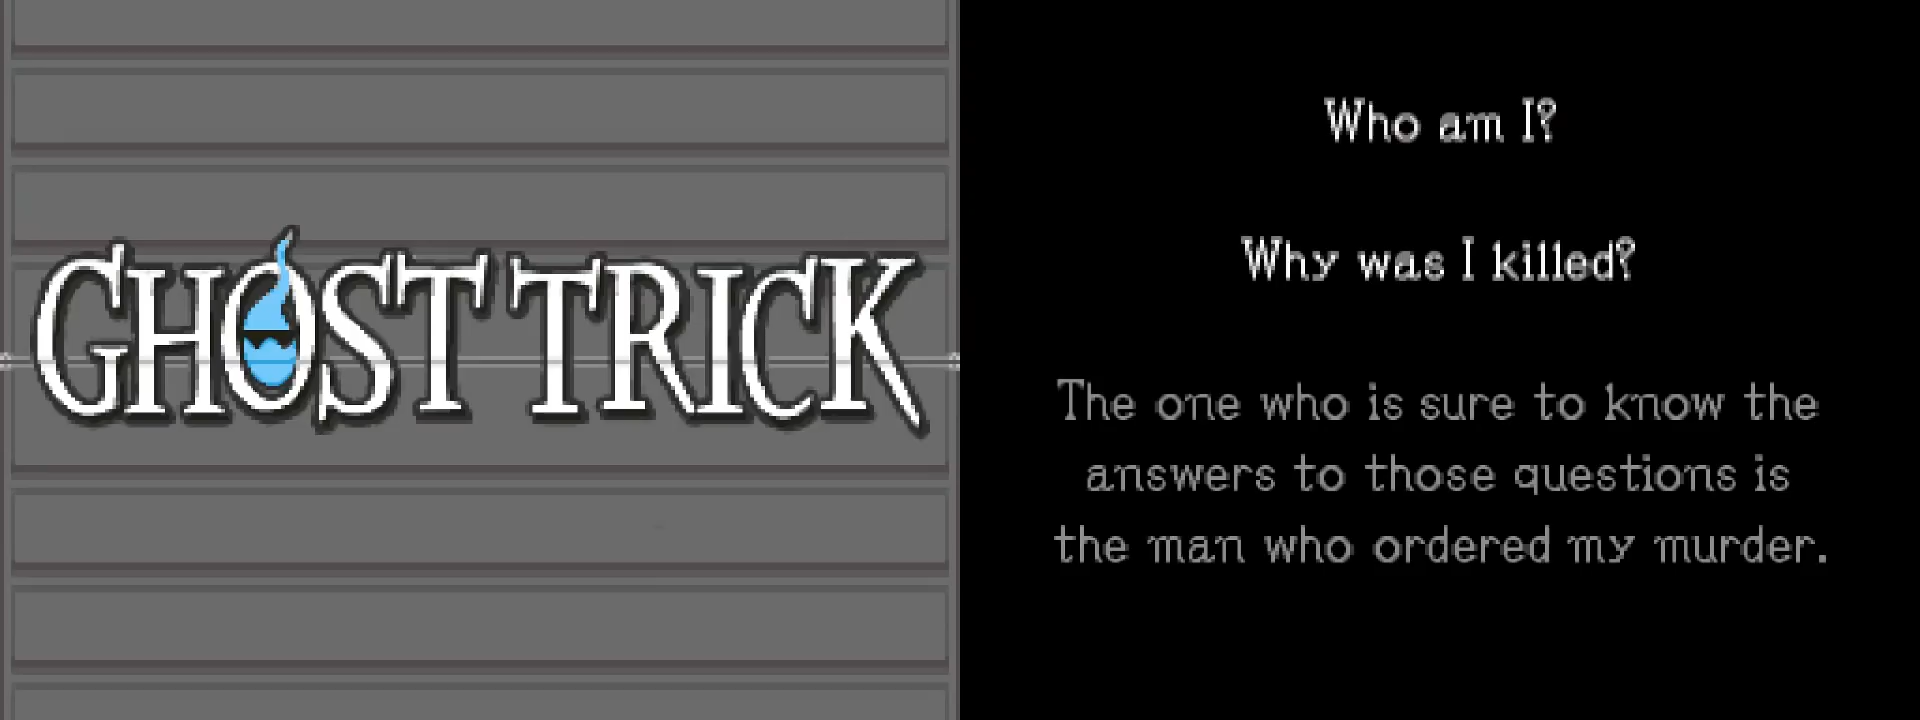 GHOST TRICK
Who am I?
Why was I killed?
The one who is sure to know the
answers to those questions is
the man who ordered my murder.